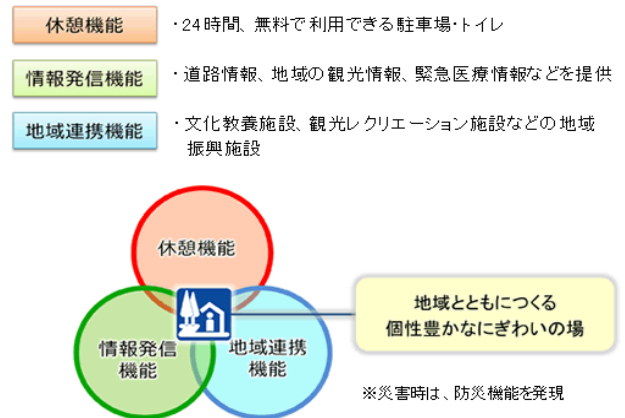 休憩機能
・24時間、無料で利用できる駐車場・トイレ
情報発信機能
・道路情報、地域の観光情報、緊急医療情報などを提供
地域連携機能
・文化教養施設、観光レクリエーション施設などの地域
振興施設
休憩機能
情報発信
機能
地域連携
機能
地域とともにつくる
個性豊かなにぎわいの場
※災害時は、防災機能を発現